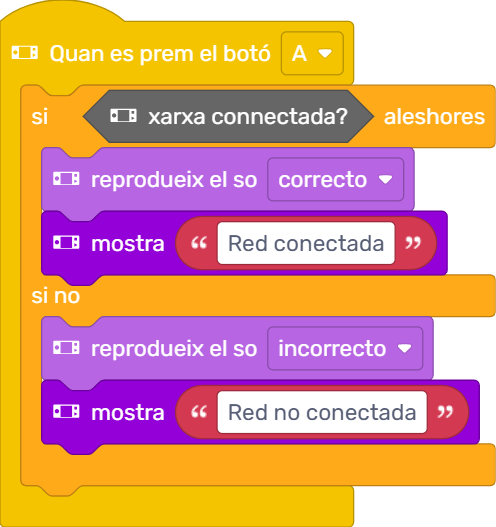 Quan es prem el botó A
si xarxa connectada? aleshores
reprodueix el so correcto
mostra “ Red conectada ”
si no
reprodueix el so incorrecto
mostra “ Red no conectada ”